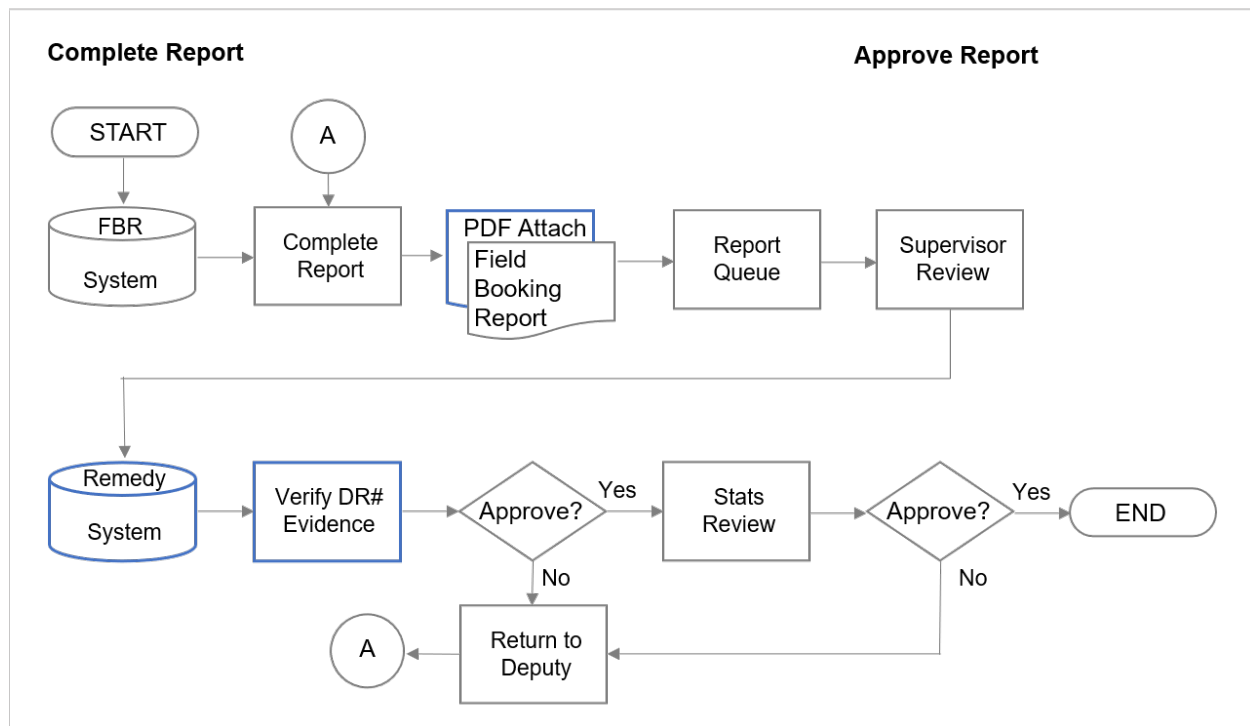 Complete Report
Approve Report
START
A
FBR
System
Complete
Report
PDF Attach
Field
Booking
Report
Report
Queue
Supervisor
Review
Remedy
System
Verify DR#
Evidence
Approve?
Yes
No
Stats
Review
Approve?
Yes
No
END
Return to
Deputy
A